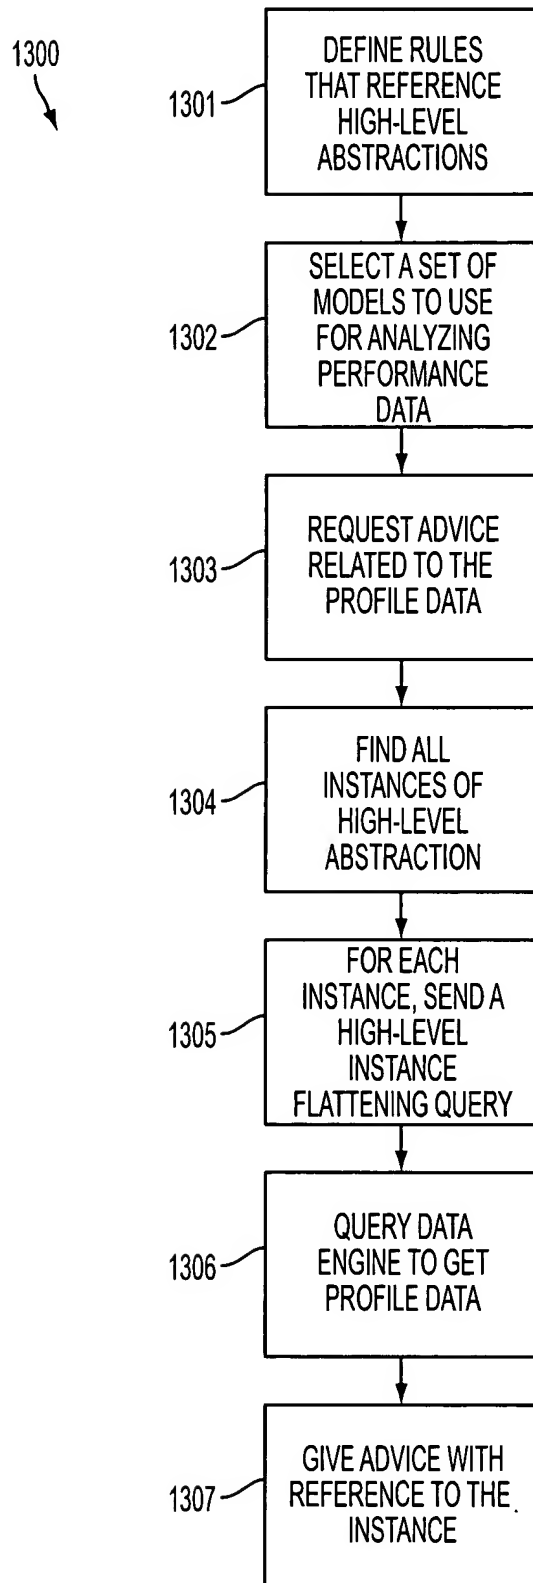 1300
1301
DEFINE RULES
THAT REFERENCE
HIGH-LEVEL
ABSTRACTIONS
1302
SELECT A SET OF
MODELS TO USE
FOR ANALYZING
PERFORMANCE
DATA
1303
REQUEST ADVICE
RELATED TO THE
PROFILE DATA
1304
FIND ALL
INSTANCES OF
HIGH-LEVEL
ABSTRACTION
1305
FOR EACH
INSTANCE, SEND A
HIGH-LEVEL
INSTANCE
FLATTENING QUERY
1306
QUERY DATA
ENGINE TO GET
PROFILE DATA
1307
GIVE ADVICE WITH
REFERENCE TO THE
INSTANCE